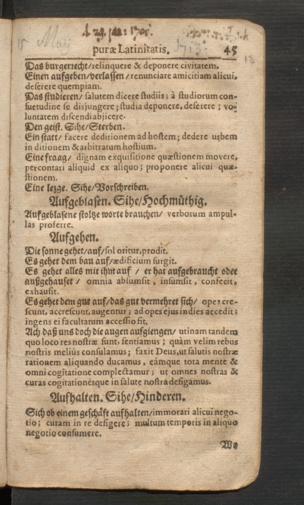 puræ Latinitatis, 45
Das burgerrecht/relinquere & deponere civitatem.
Einen aufgeben/verlassen/renunciare amicitiam alicui,
deserere quempiam.
Das studieren/salutem dicere studiis: à studiorum con-
suetudine se disjungere; studia deponere, deserere; vo-
luntatem discendi abjicere.
Den geist. Sihe/Sterben.
Ein statt/facere deditionem ad hostem; dedere urbem
in ditionem & arbitratum hostium.
Eine fraag/dignam exquisitione quæstionem movere,
percontari aliquid ex aliquo; proponere alicui quæ-
stionem.
Eine letze. Sihe/Vorschreiben.
Aufgeblasen. Sihe/Hochmüthig.
Aufgeblasene stoltze worte brauchen/verborum ampul-
las proferre.
Aufgehen.
Die sonne gehet/auf/sol oritur, prodit.
Es gehet dem bau auf/ædificium surgit.
Es gehet alles mit ihm auf/er hat aufgebraucht oder
außgehauset/omnia ablumsit, insumsit, confecit,
exhausit.
Es gehet dem gut auf/das gut vermehret sich/opes cre-
scunt, accrescunt, augentur; ad opes ejus indies accedit:
ingens ei facultatum accessio fit.
Ach daß uns doch die augen aufgiengen/utinam tandem
quo loco res nostræ sunt, sentiamus; quàm velim rebus
nostris meliùs consulamus; faxit Deus, ut salutis nostræ
rationem aliquando ducamus, eámque tota mente &
omni cogitatione complectamur; ut omnes nostras &
curas cogitationésque in salute nostra defigamus.
Aufhalten. Sihe/Hinderen.
Sich ob einem geschäft aufhalten/immorari alicui nego-
tio; curam in re defigere; multum temporis in aliquo
negotio consumere.